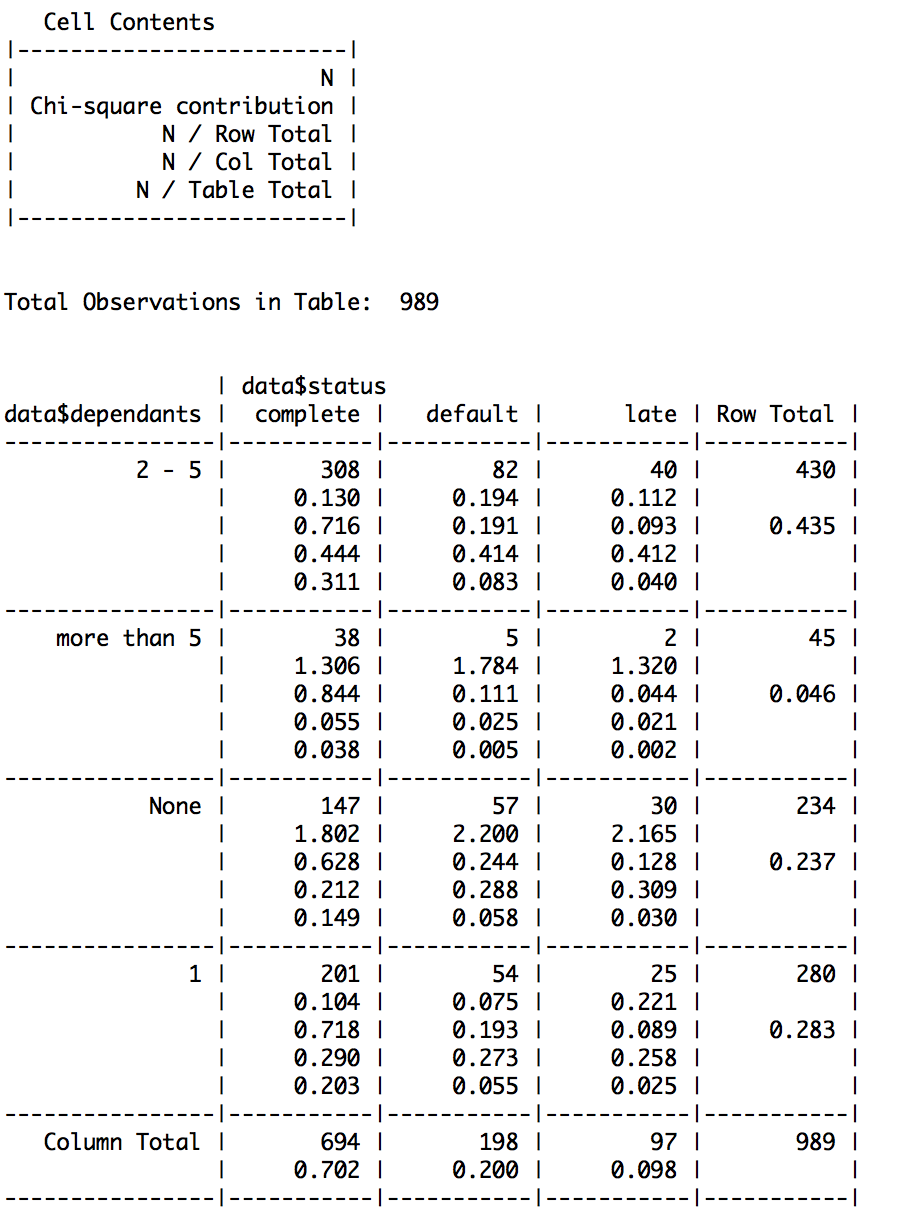 Cell Contents
|-------------------------|
|                       N |
| Chi-square contribution |
|           N / Row Total |
|           N / Col Total |
|         N / Table Total |
|-------------------------|
Total Observations in Table:  989
                | data$status
data$dependants |  complete |   default |      late | Row Total |
----------------|-----------|-----------|-----------|-----------|
          2 - 5 |       308 |        82 |        40 |       430 |
                |     0.130 |     0.194 |     0.112 |           |
                |     0.716 |     0.191 |     0.093 |     0.435 |
                |     0.444 |     0.414 |     0.412 |           |
                |     0.311 |     0.083 |     0.040 |           |
----------------|-----------|-----------|-----------|-----------|
    more than 5 |        38 |         5 |         2 |        45 |
                |     1.306 |     1.784 |     1.320 |           |
                |     0.844 |     0.111 |     0.044 |     0.046 |
                |     0.055 |     0.025 |     0.021 |           |
                |     0.038 |     0.005 |     0.002 |           |
----------------|-----------|-----------|-----------|-----------|
           None |       147 |        57 |        30 |       234 |
                |     1.802 |     2.200 |     2.165 |           |
                |     0.628 |     0.244 |     0.128 |     0.237 |
                |     0.212 |     0.288 |     0.309 |           |
                |     0.149 |     0.058 |     0.030 |           |
----------------|-----------|-----------|-----------|-----------|
              1 |       201 |        54 |        25 |       280 |
                |     0.104 |     0.075 |     0.221 |           |
                |     0.718 |     0.193 |     0.089 |     0.283 |
                |     0.290 |     0.273 |     0.258 |           |
                |     0.203 |     0.055 |     0.025 |           |
----------------|-----------|-----------|-----------|-----------|
   Column Total |       694 |       198 |        97 |       989 |
                |     0.702 |     0.200 |     0.098 |           |
----------------|-----------|-----------|-----------|-----------|